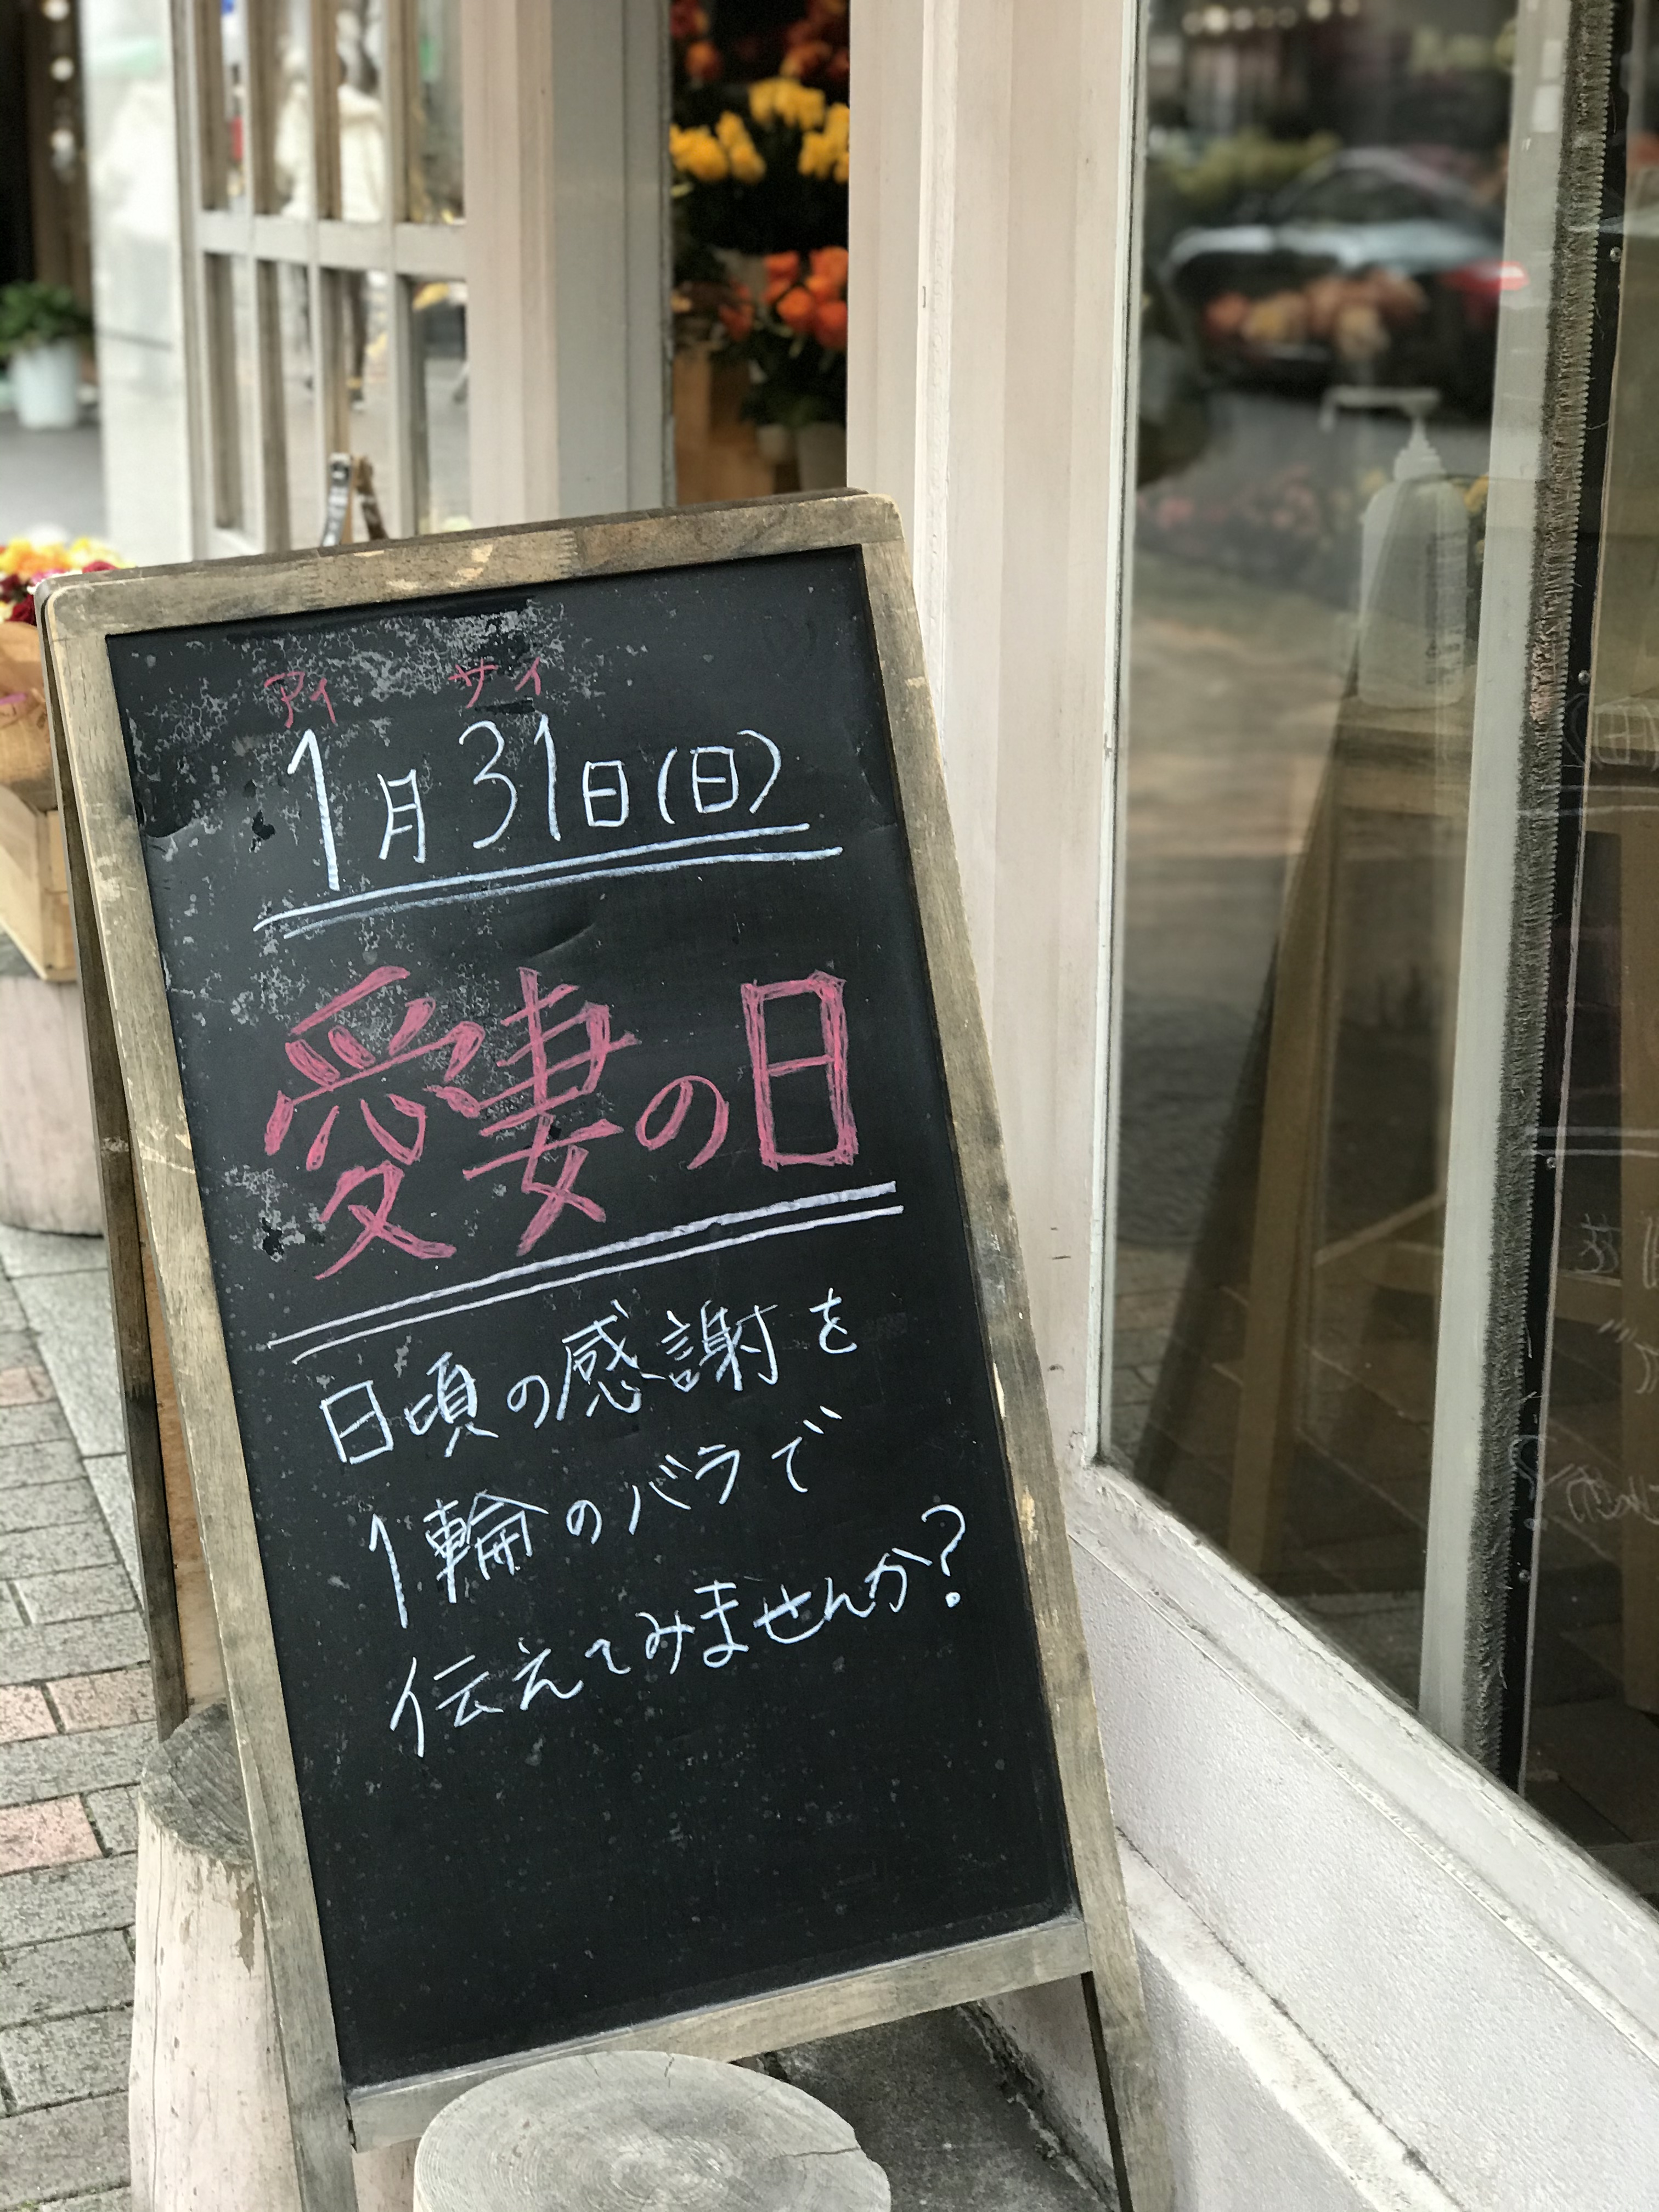 アイ サイ
1月31日(日)
愛妻の日
日頃の感謝を
1輪のバラで
伝えてみませんか?